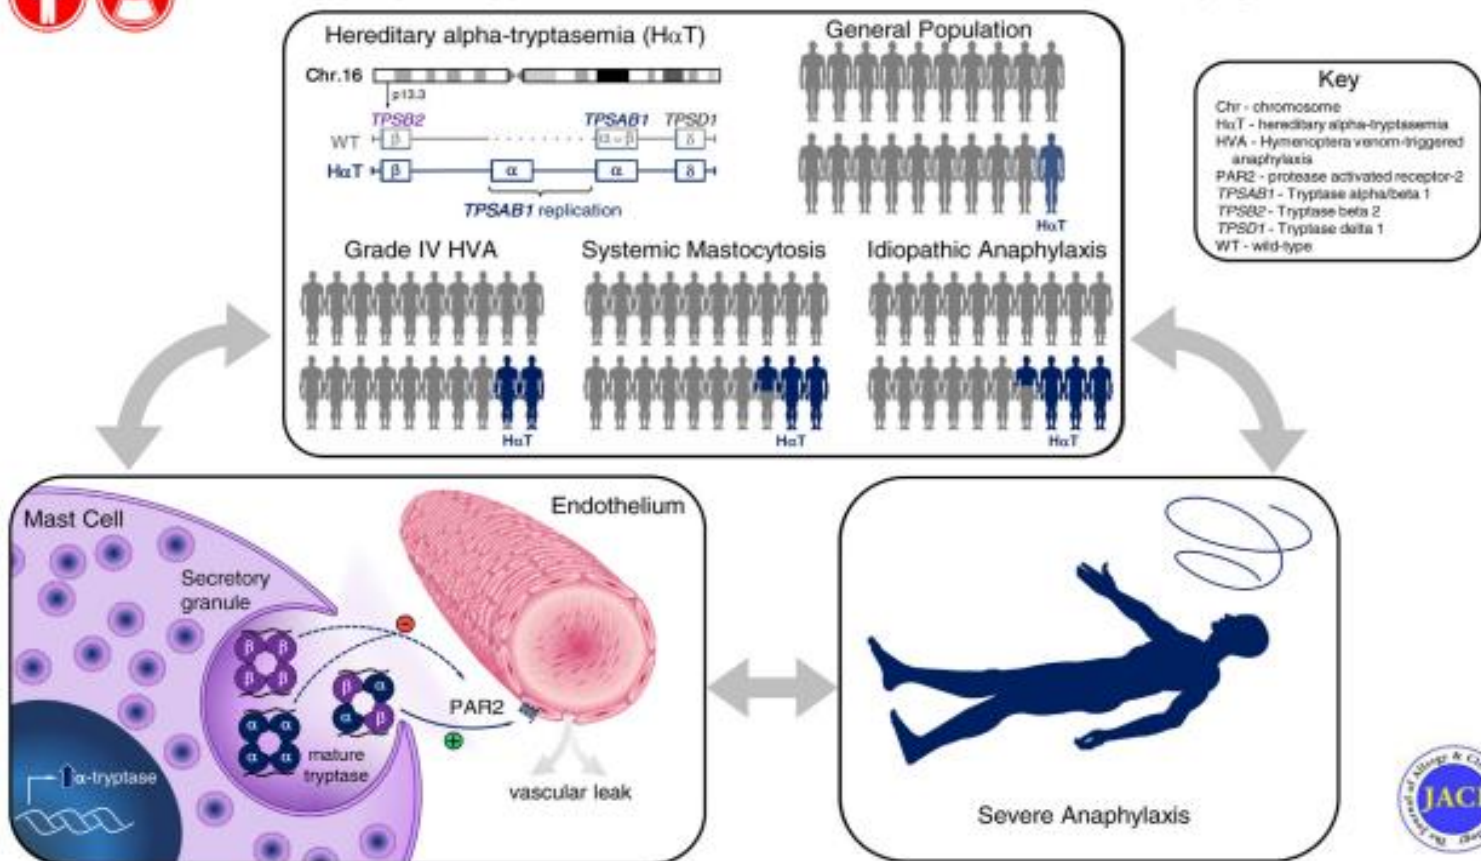 Hereditary alpha-tryptasemia (HαT)
Chr.16
p13.3
TPSB2
TPSAB1
TPSD1
WT
β
α or β
δ
HαT
β
α
α
δ
TPSAB1 replication
General Population
HαT
Grade IV HVA
HαT
Systemic Mastocytosis
HαT
Idiopathic Anaphylaxis
HαT
Key
Chr - chromosome
HαT - hereditary alpha-tryptasemia
HVA - Hymenoptera venom-triggered
anaphylaxis
PAR2 - protease activated receptor-2
TPSAB1 - Tryptase alpha/beta 1
TPSB2 - Tryptase beta 2
TPSD1 - Tryptase delta 1
WT - wild-type
Mast Cell
Secretory
granule
β β
β β
α α
α α
β α
α β
mature
tryptase
α-tryptase
Endothelium
−
PAR2
+
vascular leak
Severe Anaphylaxis